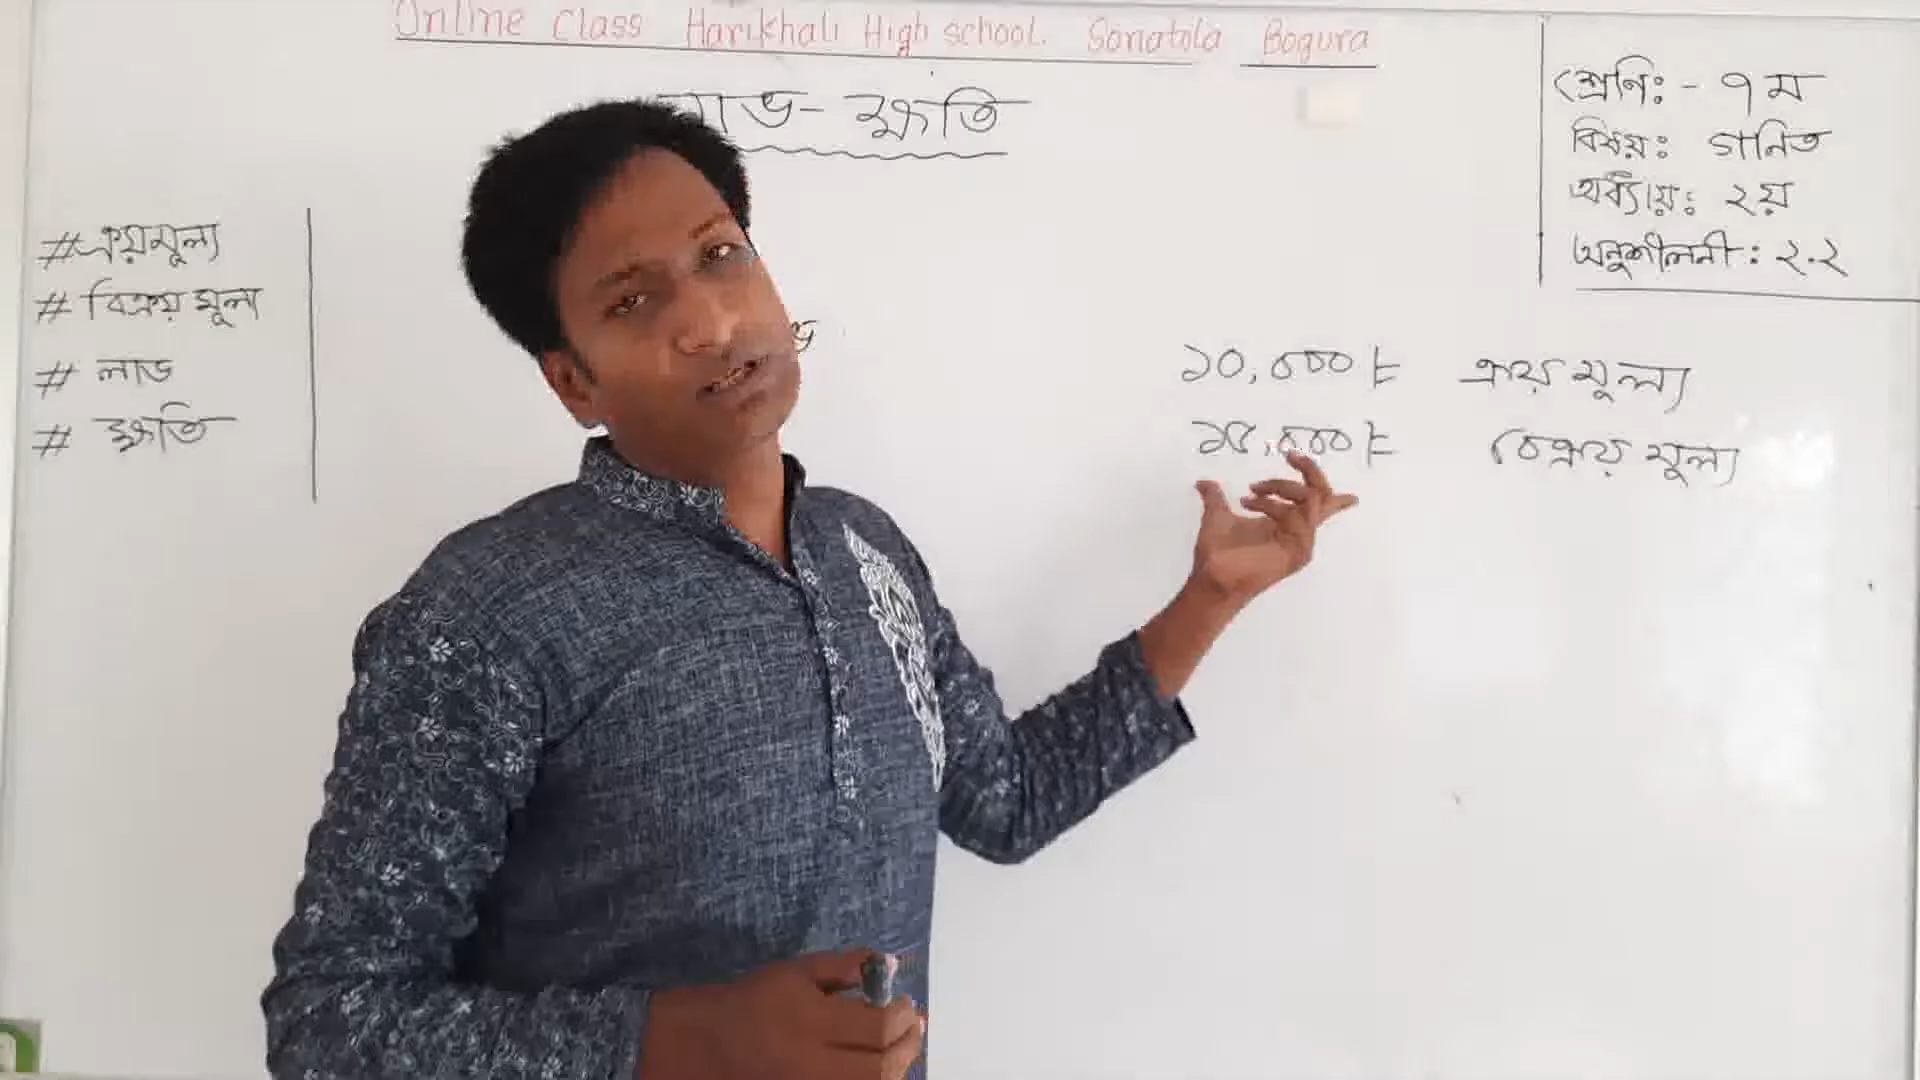 Online Class Harikhali High school. Sonatola Bogura
লাভ- ক্ষতি
শ্রেণিঃ - ৭ম
বিষয়ঃ গনিত
অধ্যায়ঃ ২য়
অনুশীলনী: ২.২
#ক্রয়মূল্য
# বিক্রয় মূল্য
# লাভ
# ক্ষতি
১০,০০০ ৳ ক্রয় মূল্য
১৫,০০০ ৳ বিক্রয় মূল্য